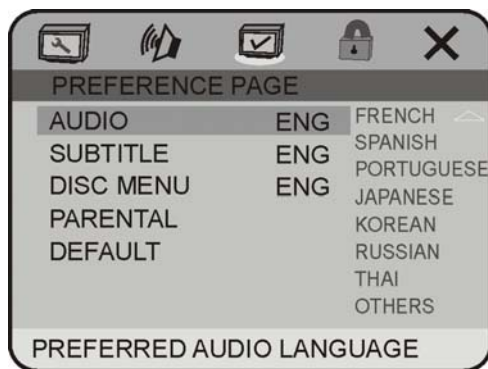 PREFERENCE PAGE
AUDIO ENG
SUBTITLE ENG
DISC MENU ENG
PARENTAL
DEFAULT
FRENCH
SPANISH
PORTUGUESE
JAPANESE
KOREAN
RUSSIAN
THAI
OTHERS
PREFERRED AUDIO LANGUAGE